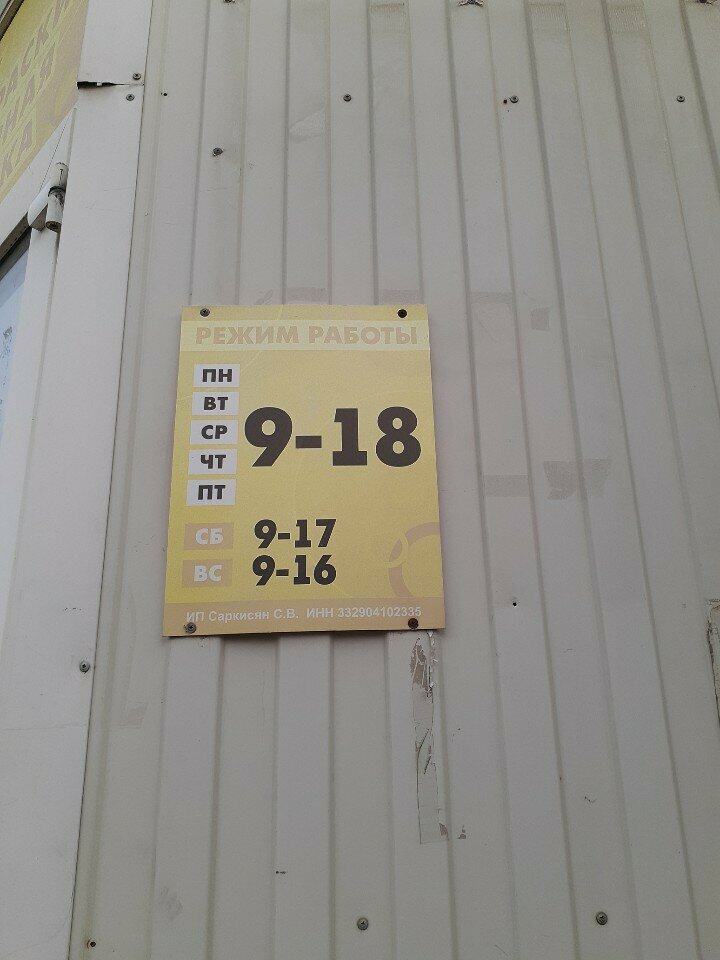 РЕЖИМ РАБОТЫ
ПН
ВТ
СР
ЧТ
ПТ
9-18
СБ 9-17
ВС 9-16
ИП Саркисян С.В. ИНН 332904102335